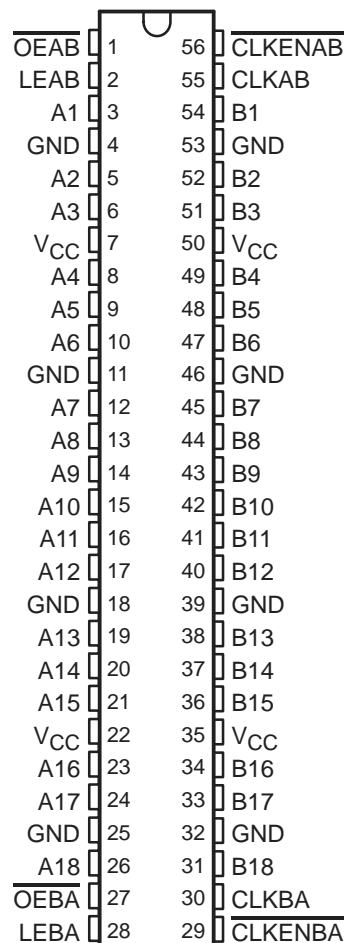 OEAB 1 56 CLKENAB
LEAB 2 55 CLKAB
A1 3 54 B1
GND 4 53 GND
A2 5 52 B2
A3 6 51 B3
VCC 7 50 VCC
A4 8 49 B4
A5 9 48 B5
A6 10 47 B6
GND 11 46 GND
A7 12 45 B7
A8 13 44 B8
A9 14 43 B9
A10 15 42 B10
A11 16 41 B11
A12 17 40 B12
GND 18 39 GND
A13 19 38 B13
A14 20 37 B14
A15 21 36 B15
VCC 22 35 VCC
A16 23 34 B16
A17 24 33 B17
GND 25 32 GND
A18 26 31 B18
OEBA 27 30 CLKBA
LEBA 28 29 CLKENBA